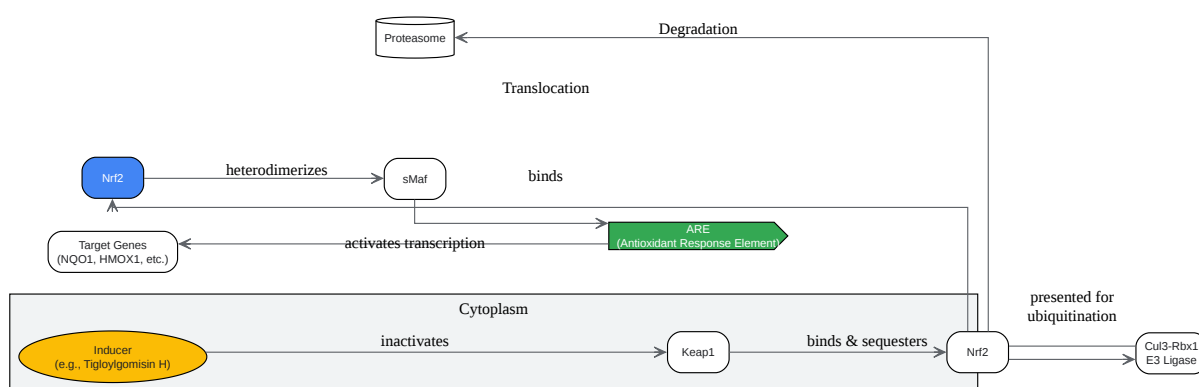 Degradation
Proteasome
Translocation
heterodimerizes
Nrf2
sMaf
binds
ARE
(Antioxidant Response Element)
activates transcription
Target Genes
(NQO1, HMOX1, etc.)
Cytoplasm
presented for
ubiquitination
inactivates
binds & sequesters
Inducer
(e.g., Tigloylgomisin H)
Keap1
Nrf2
Cul3-Rbx1
E3 Ligase